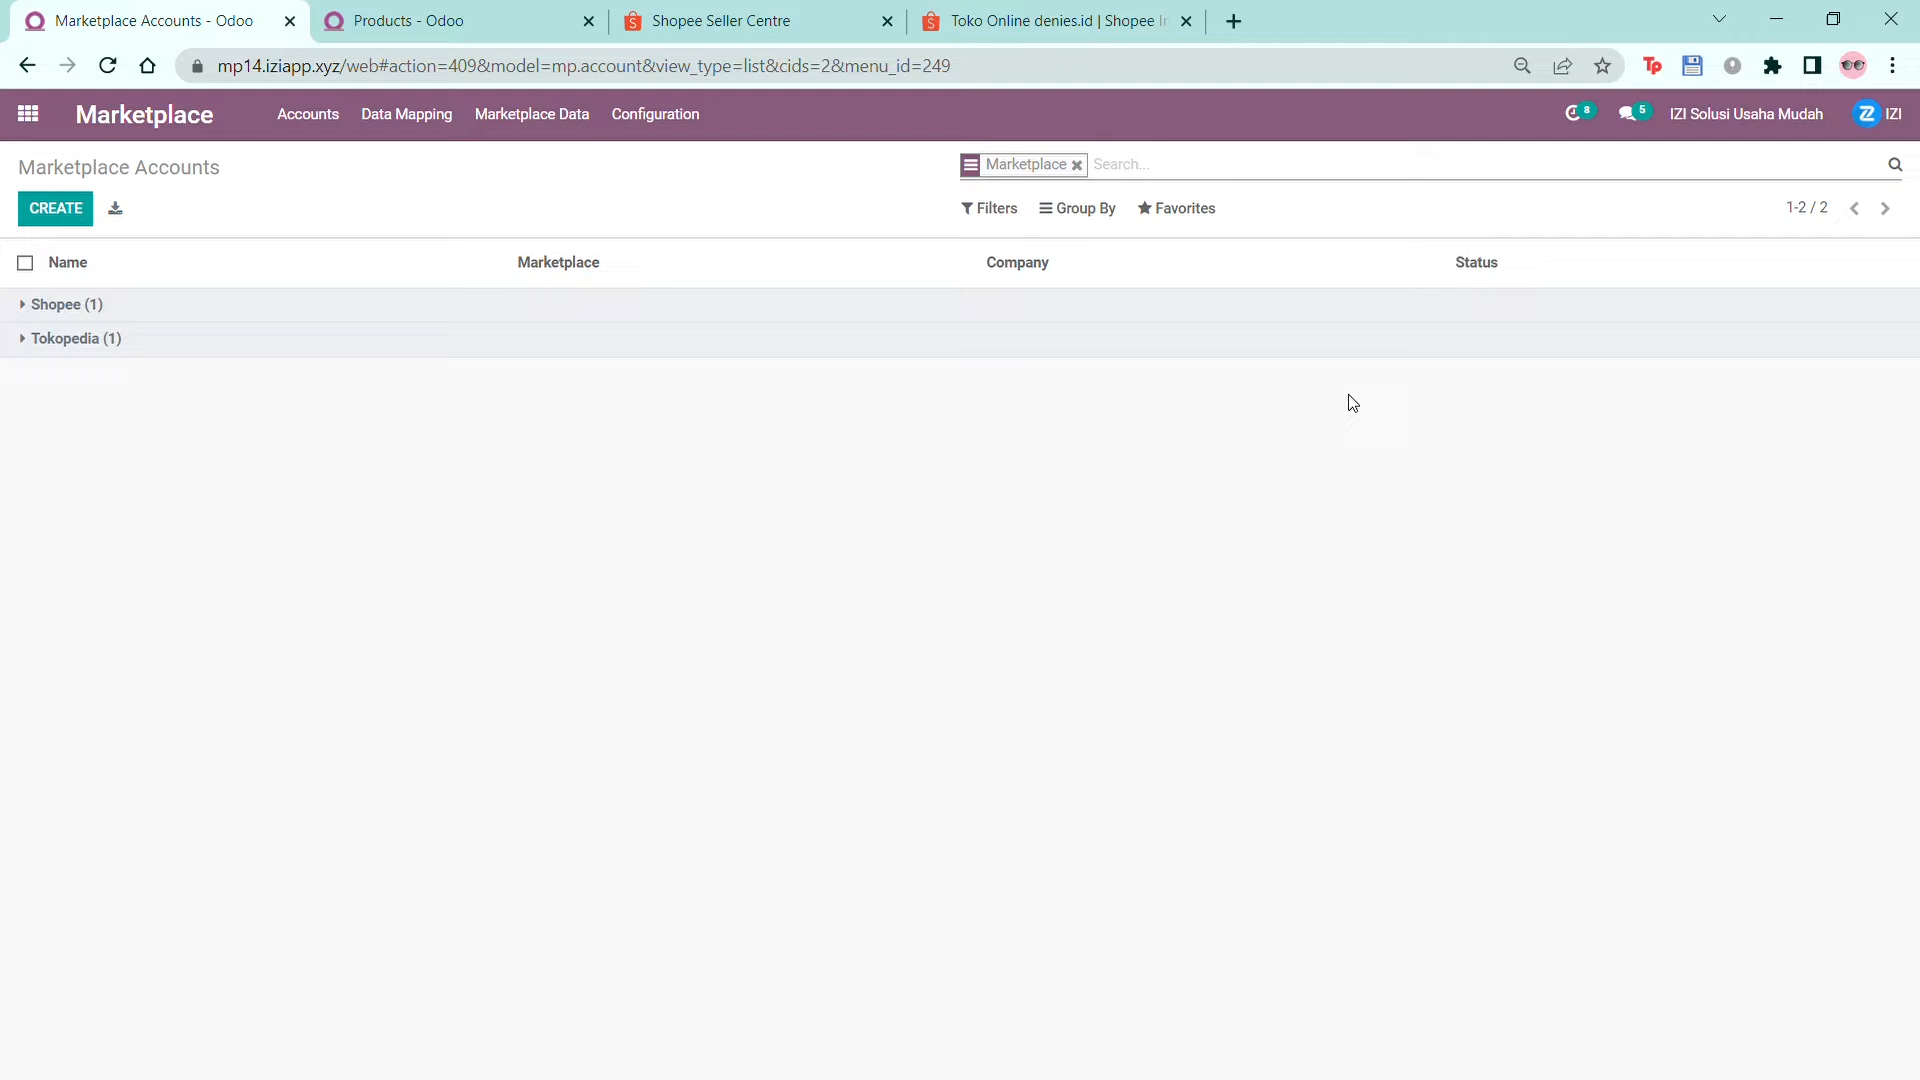 Marketplace Accounts - Odoo
Products - Odoo
Shopee Seller Centre
Toko Online denies.id | Shopee In
mp14.iziapp.xyz/web#action=409&model=mp.account&view_type=list&cids=2&menu_id=249
Tp
Marketplace
Accounts
Data Mapping
Marketplace Data
Configuration
8
5
IZI Solusi Usaha Mudah
IZI
Marketplace Accounts
Marketplace
Search...
CREATE
Filters
Group By
Favorites
1-2 / 2
Name
Marketplace
Company
Status
Shopee (1)
Tokopedia (1)